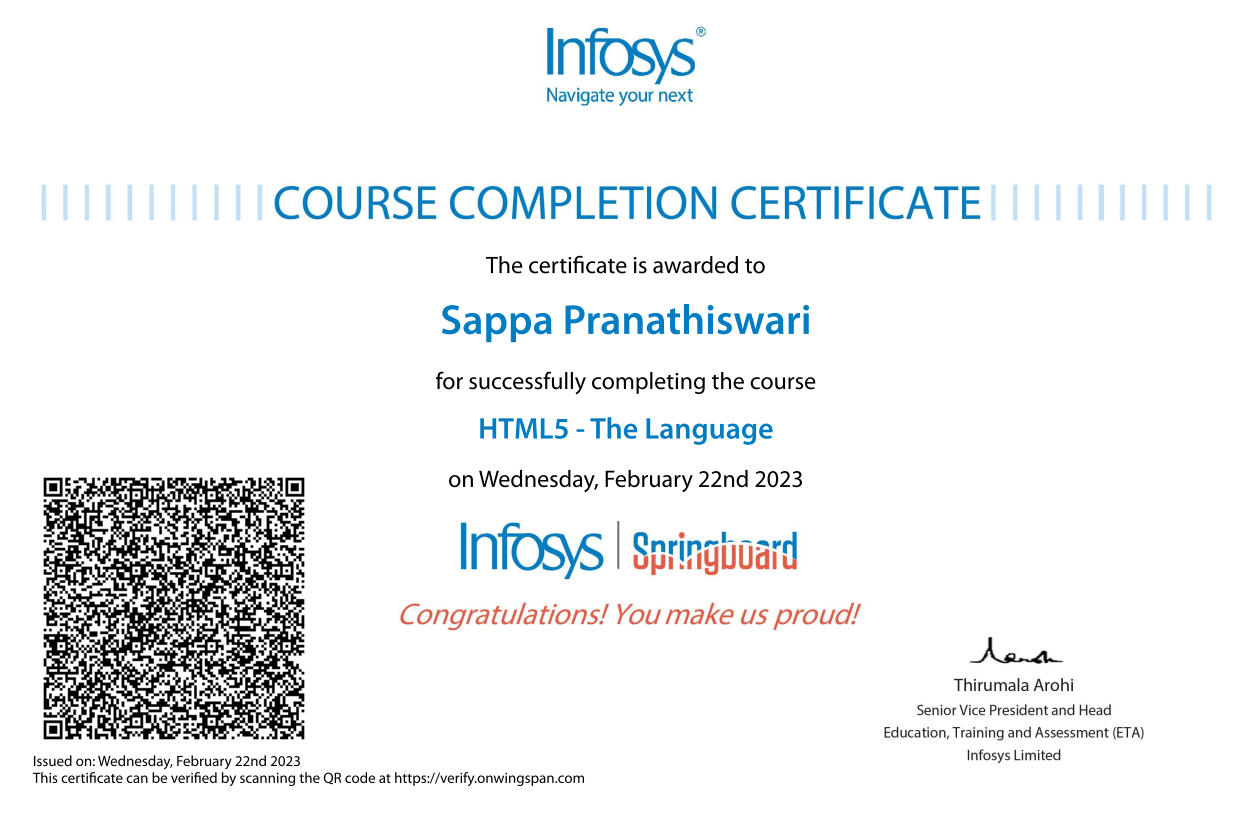 Infosys®
Navigate your next
COURSE COMPLETION CERTIFICATE
The certificate is awarded to
Sappa Pranathiswari
for successfully completing the course
HTML5 - The Language
on Wednesday, February 22nd 2023
Infosys | Springboard
Congratulations! You make us proud!
Thirumala Arohi
Senior Vice President and Head
Education, Training and Assessment (ETA)
Infosys Limited
Issued on: Wednesday, February 22nd 2023
This certificate can be verified by scanning the QR code at https://verify.onwingspan.com